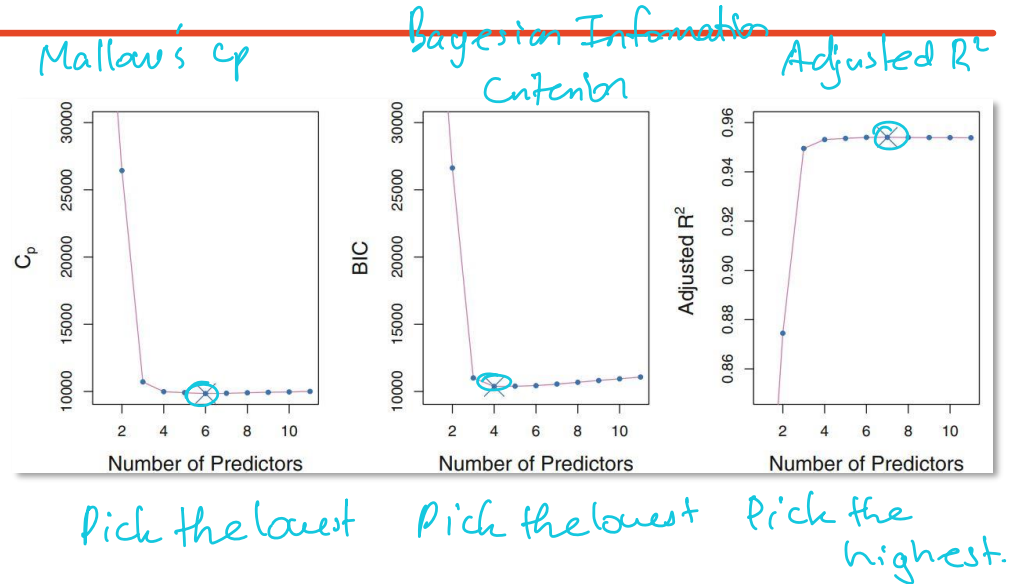 Mallow's Cp
Bayesian Information
Criterion
Adjusted R²
Cp
30000
25000
20000
15000
10000
2 4 6 8 10
Number of Predictors
BIC
30000
25000
20000
15000
10000
2 4 6 8 10
Number of Predictors
Adjusted R²
0.96
0.94
0.92
0.90
0.88
0.86
2 4 6 8 10
Number of Predictors
Pick the lowest
Pick the lowest
Pick the
highest.